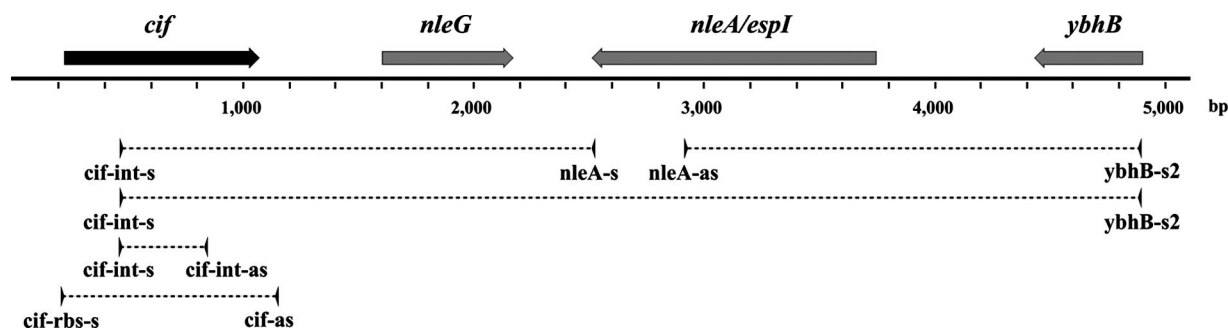 cif nleG nleA/espI ybhB
1,000 2,000 3,000 4,000 5,000 bp
cif-int-s nleA-s nleA-as ybhB-s2
cif-int-s ybhB-s2
cif-int-s cif-int-as
cif-rbs-s cif-as